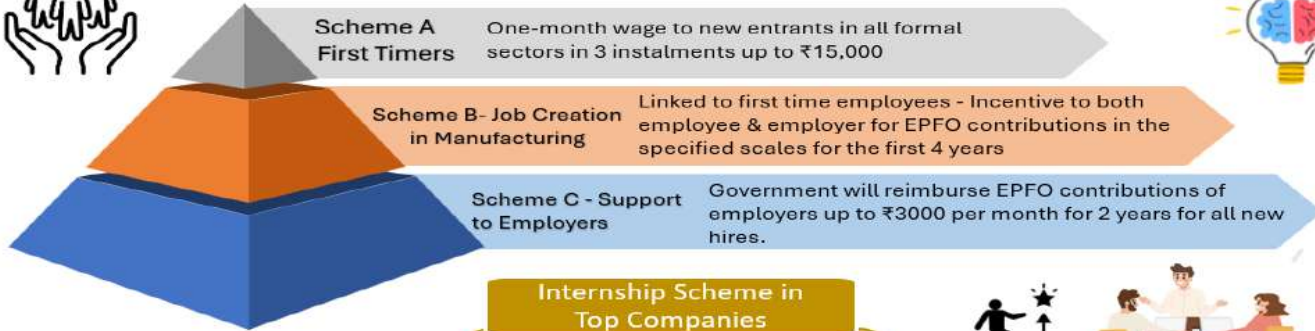 Scheme A
First Timers
One-month wage to new entrants in all formal
sectors in 3 instalments up to ₹15,000
Scheme B- Job Creation
in Manufacturing
Linked to first time employees - Incentive to both
employee & employer for EPFO contributions in the
specified scales for the first 4 years
Scheme C - Support
to Employers
Government will reimburse EPFO contributions of
employers up to ₹3000 per month for 2 years for all new
hires.
Internship Scheme in
Top Companies